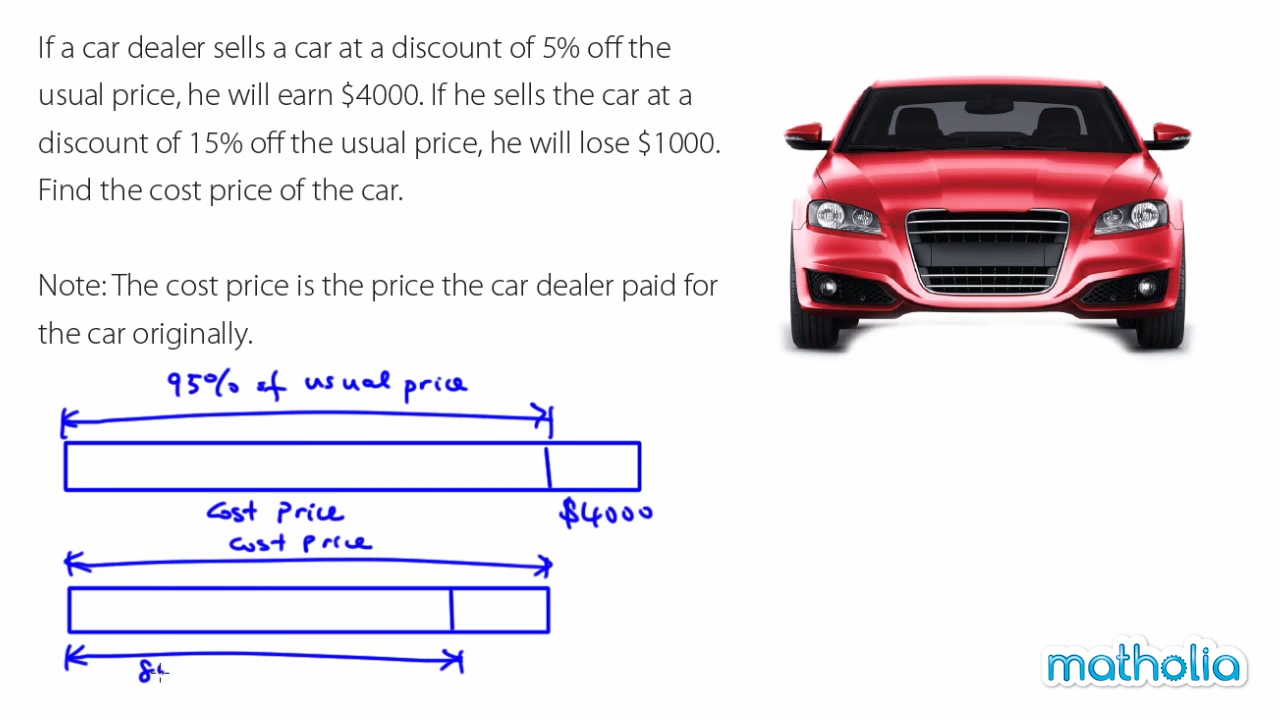 If a car dealer sells a car at a discount of 5% off the
usual price, he will earn $4000. If he sells the car at a
discount of 15% off the usual price, he will lose $1000.
Find the cost price of the car.
Note: The cost price is the price the car dealer paid for
the car originally.
95% of usual price
Cost Price
$4000
Cost Price
8
matholia